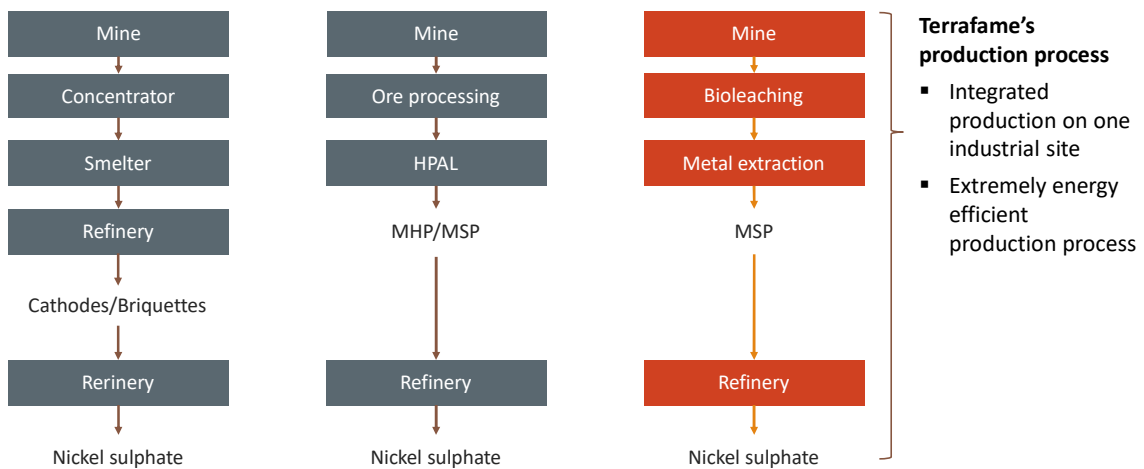 Mine
Concentrator
Smelter
Refinery
Cathodes/Briquettes
Rerinery
Nickel sulphate
Mine
Ore processing
HPAL
MHP/MSP
Refinery
Nickel sulphate
Mine
Bioleaching
Metal extraction
MSP
Refinery
Nickel sulphate
Terrafame’s
production process
▪ Integrated
production on one
industrial site
▪ Extremely energy
efficient
production process